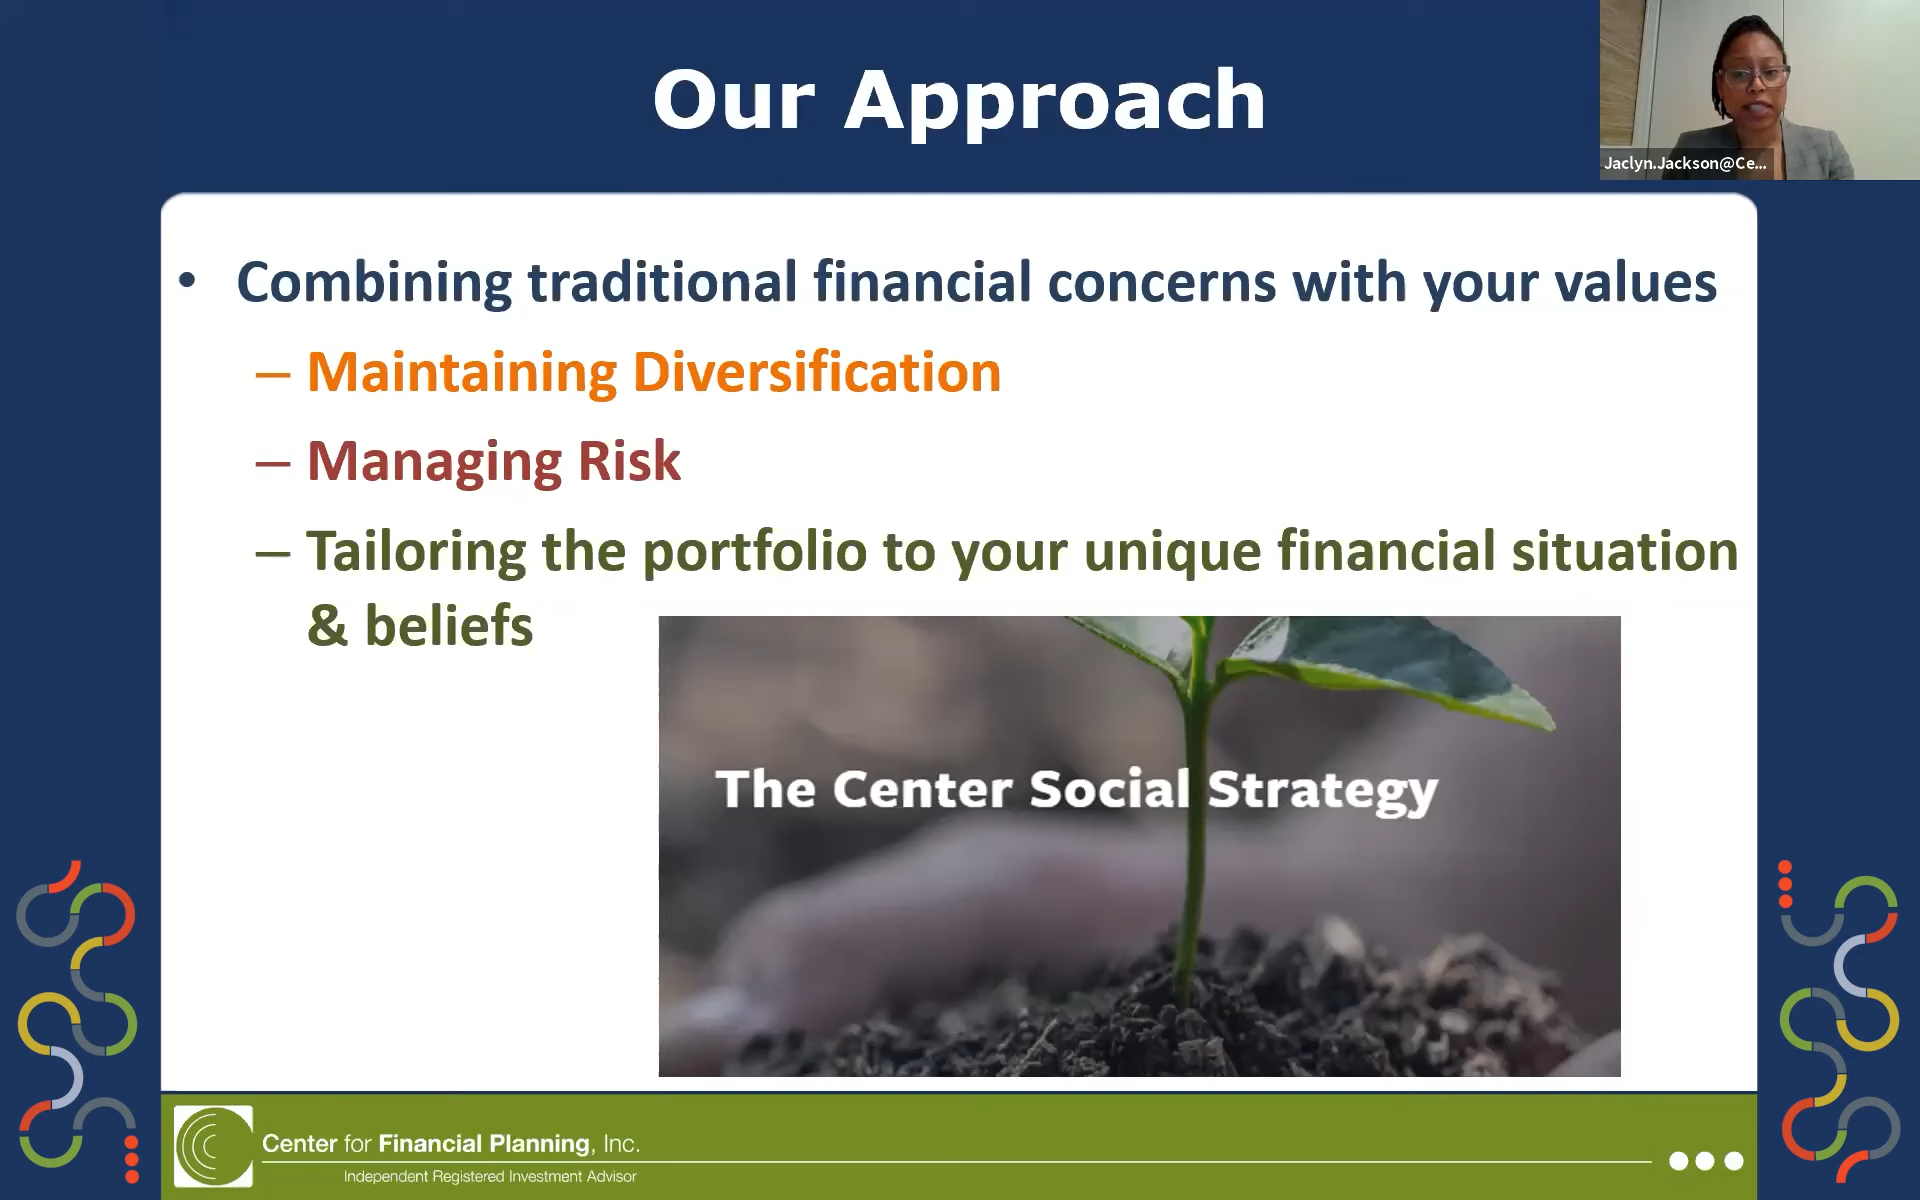 Our Approach
Jaclyn.Jackson@Ce...
• Combining traditional financial concerns with your values
– Maintaining Diversification
– Managing Risk
– Tailoring the portfolio to your unique financial situation
& beliefs
The Center Social Strategy
Center for Financial Planning, Inc.
Independent Registered Investment Advisor